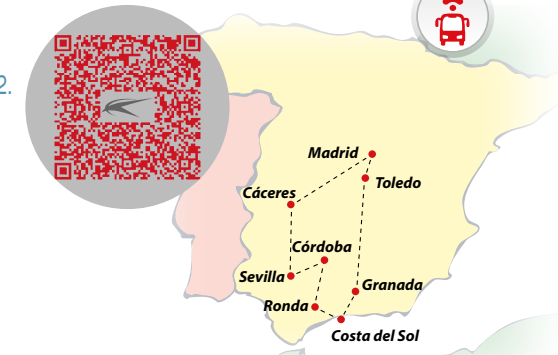 2.
Madrid
Toledo
Cáceres
Córdoba
Sevilla
Granada
Ronda
Costa del Sol